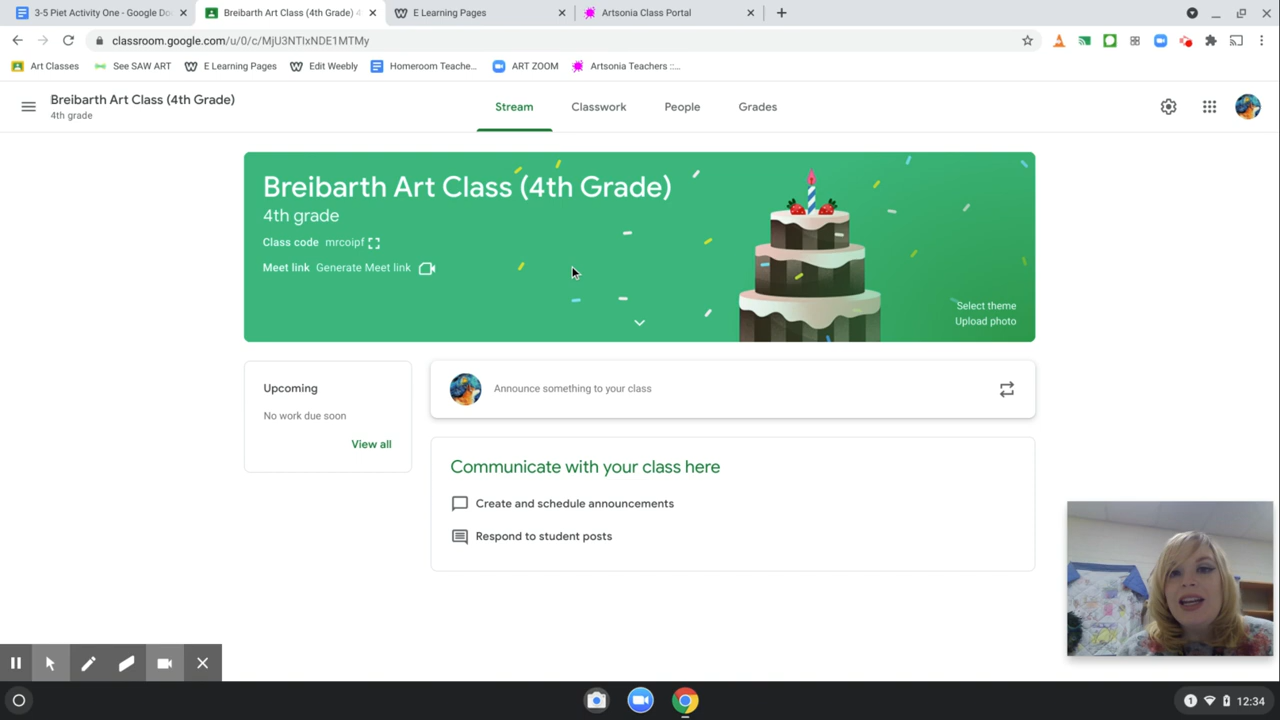 3-5 Piet Activity One - Google Do
Breibarth Art Class (4th Grade) 4
E Learning Pages
Artsonia Class Portal
classroom.google.com/u/0/c/MjU3NTIxNDE1MTMy
Art Classes
See SAW ART
E Learning Pages
Edit Weebly
Homeroom Teache...
ART ZOOM
Artsonia Teachers ::...
Breibarth Art Class (4th Grade)
4th grade
Stream
Classwork
People
Grades
Breibarth Art Class (4th Grade)
4th grade
Class code mrcoipf
Meet link Generate Meet link
Select theme
Upload photo
Upcoming
No work due soon
View all
Announce something to your class
Communicate with your class here
Create and schedule announcements
Respond to student posts
1
12:34